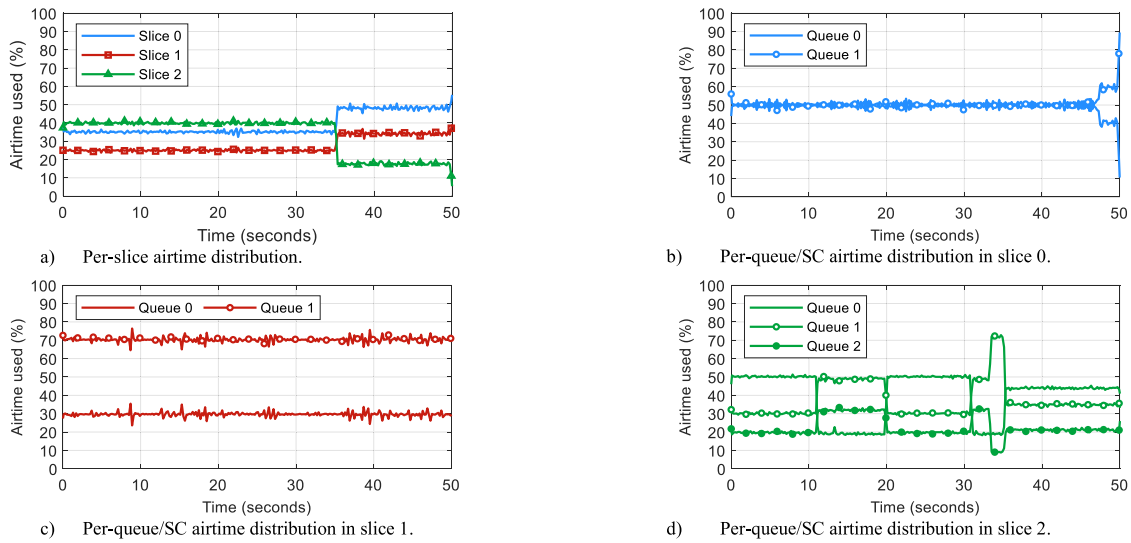 Airtime used (%)
100
90
80
70
60
50
40
30
20
10
0
Slice 0
Slice 1
Slice 2
0 10 20 30 40 50
Time (seconds)
a) Per-slice airtime distribution.
Airtime used (%)
100
90
80
70
60
50
40
30
20
10
0
Queue 0
Queue 1
0 10 20 30 40 50
Time (seconds)
b) Per-queue/SC airtime distribution in slice 0.
Airtime used (%)
100
90
80
70
60
50
40
30
20
10
0
Queue 0 Queue 1
0 10 20 30 40 50
Time (seconds)
c) Per-queue/SC airtime distribution in slice 1.
Airtime used (%)
100
90
80
70
60
50
40
30
20
10
0
Queue 0
Queue 1
Queue 2
0 10 20 30 40 50
Time (seconds)
d) Per-queue/SC airtime distribution in slice 2.